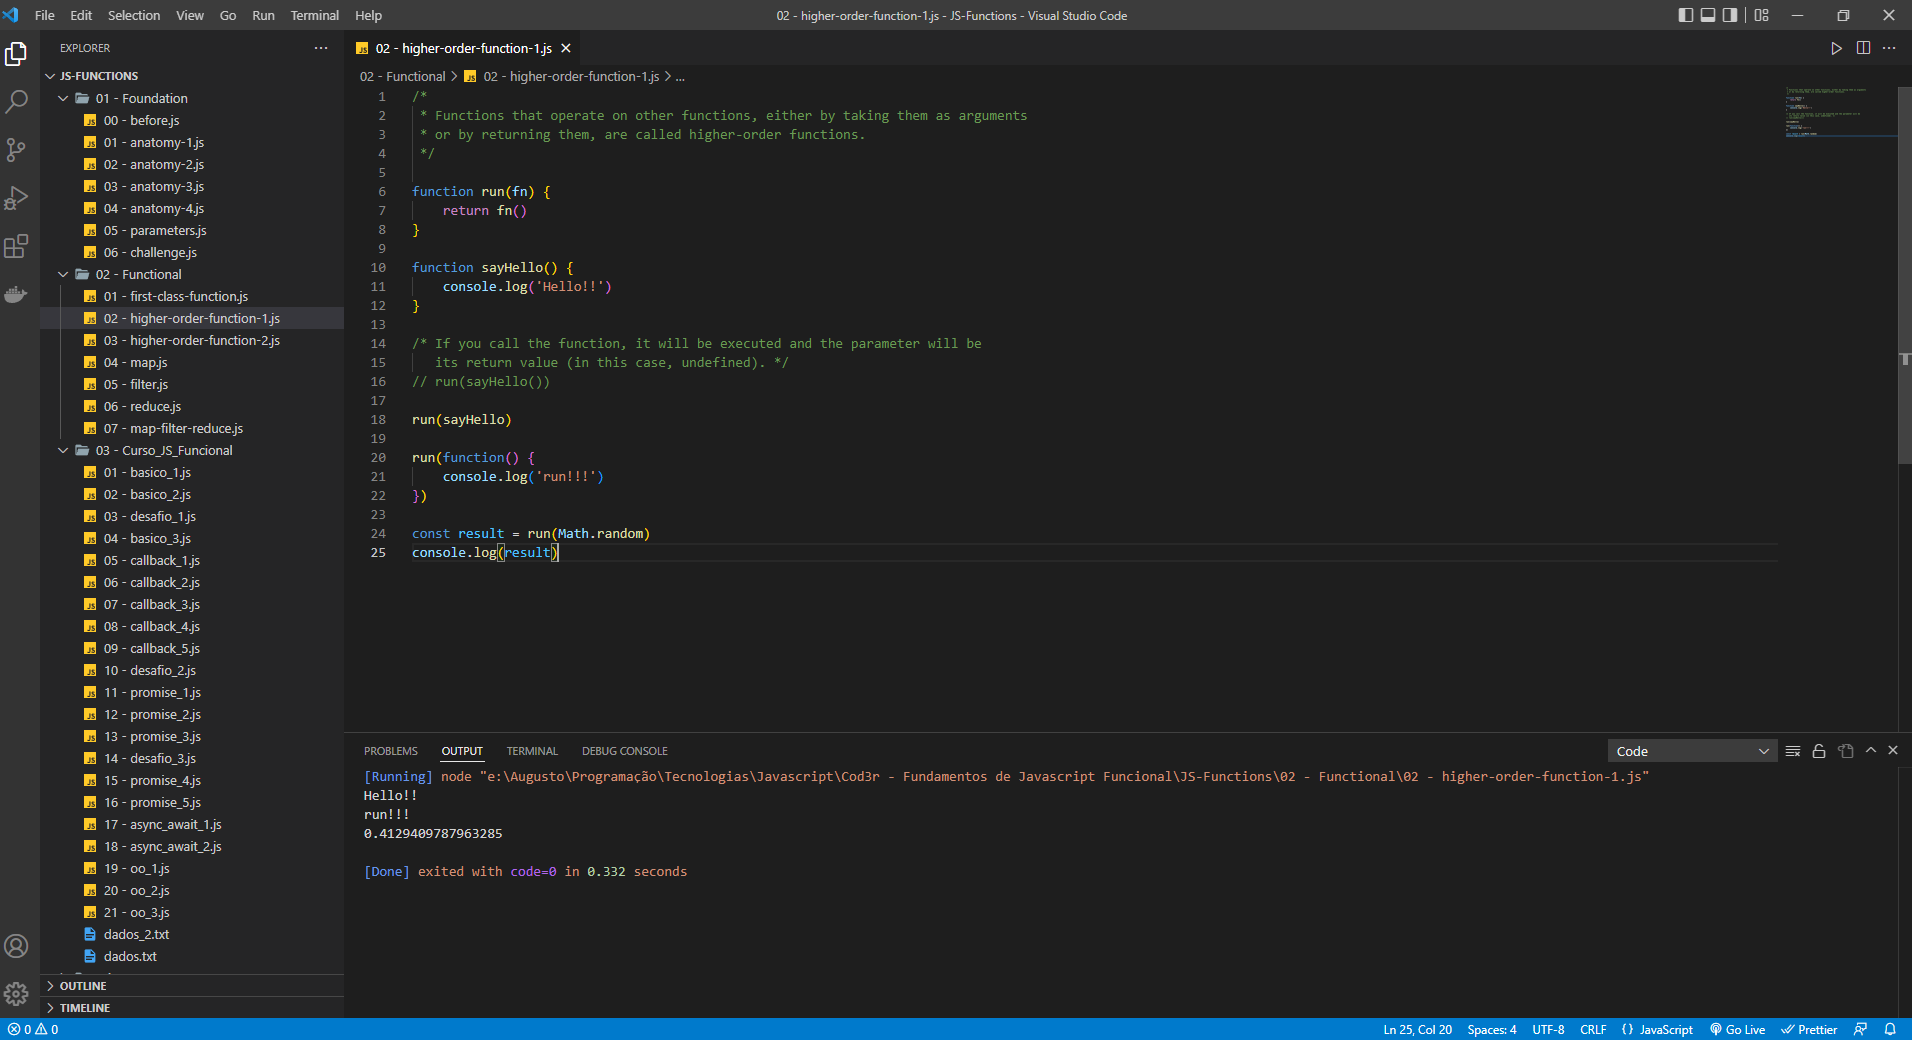 File Edit Selection View Go Run Terminal Help
02 - higher-order-function-1.js - JS-Functions - Visual Studio Code
EXPLORER
JS-FUNCTIONS
01 - Foundation
00 - before.js
01 - anatomy-1.js
02 - anatomy-2.js
03 - anatomy-3.js
04 - anatomy-4.js
05 - parameters.js
06 - challenge.js
02 - Functional
01 - first-class-function.js
02 - higher-order-function-1.js
03 - higher-order-function-2.js
04 - map.js
05 - filter.js
06 - reduce.js
07 - map-filter-reduce.js
03 - Curso_JS_Funcional
01 - basico_1.js
02 - basico_2.js
03 - desafio_1.js
04 - basico_3.js
05 - callback_1.js
06 - callback_2.js
07 - callback_3.js
08 - callback_4.js
09 - callback_5.js
10 - desafio_2.js
11 - promise_1.js
12 - promise_2.js
13 - promise_3.js
14 - desafio_3.js
15 - promise_4.js
16 - promise_5.js
17 - async_await_1.js
18 - async_await_2.js
19 - oo_1.js
20 - oo_2.js
21 - oo_3.js
dados_2.txt
dados.txt
OUTLINE
TIMELINE
JS 02 - higher-order-function-1.js
02 - Functional > JS 02 - higher-order-function-1.js > ...
1 /*
2 * Functions that operate on other functions, either by taking them as arguments
3 * or by returning them, are called higher-order functions.
4 */
5
6 function run(fn) {
7 return fn()
8 }
9
10 function sayHello() {
11 console.log('Hello!!')
12 }
13
14 /* If you call the function, it will be executed and the parameter will be
15 its return value (in this case, undefined). */
16 // run(sayHello())
17
18 run(sayHello)
19
20 run(function() {
21 console.log('run!!!')
22 })
23
24 const result = run(Math.random)
25 console.log(result)
PROBLEMS OUTPUT TERMINAL DEBUG CONSOLE
Code
[Running] node "e:\Augusto\Programação\Tecnologias\Javascript\Cod3r - Fundamentos de Javascript Funcional\JS-Functions\02 - Functional\02 - higher-order-function-1.js"
Hello!!
run!!!
0.4129409787963285
[Done] exited with code=0 in 0.332 seconds
0 0
Ln 25, Col 20 Spaces: 4 UTF-8 CRLF {} JavaScript Go Live Prettier